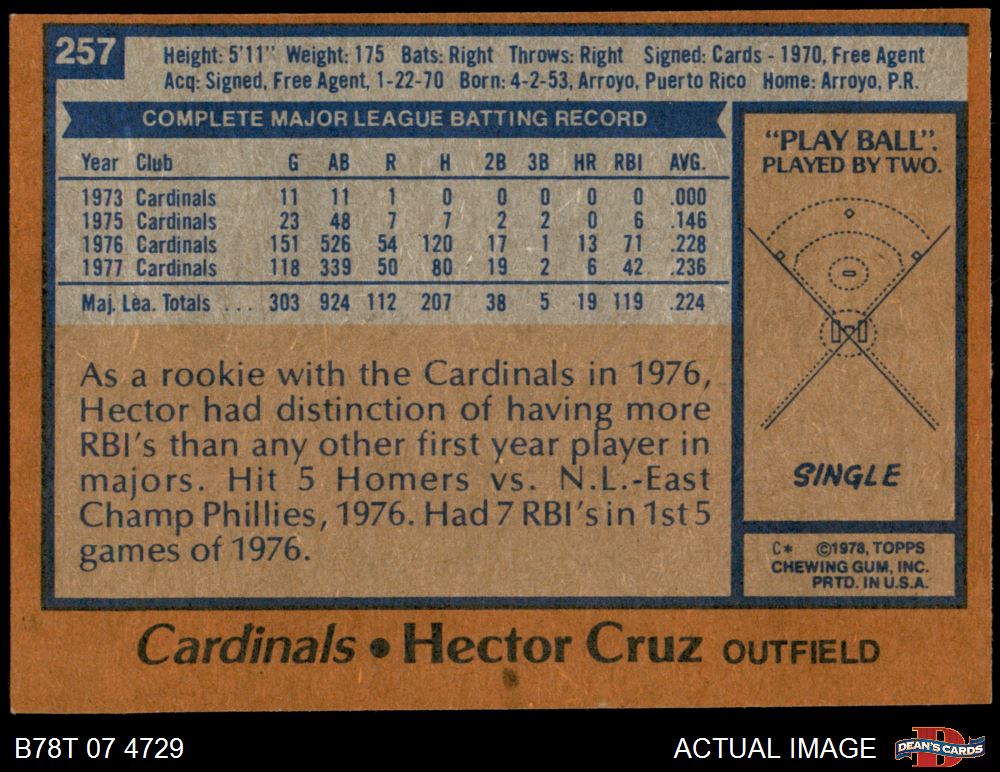 257
Height: 5'11" Weight: 175 Bats: Right Throws: Right Signed: Cards - 1970, Free Agent
Acq: Signed, Free Agent, 1-22-70 Born: 4-2-53, Arroyo, Puerto Rico Home: Arroyo, P.R.
COMPLETE MAJOR LEAGUE BATTING RECORD
Year Club G AB R H 2B 3B HR RBI AVG.
1973 Cardinals 11 11 1 0 0 0 0 0 .000
1975 Cardinals 23 48 7 7 2 2 0 6 .146
1976 Cardinals 151 526 54 120 17 1 13 71 .228
1977 Cardinals 118 339 50 80 19 2 6 42 .236
Maj. Lea. Totals ... 303 924 112 207 38 5 19 119 .224
As a rookie with the Cardinals in 1976,
Hector had distinction of having more
RBI's than any other first year player in
majors. Hit 5 Homers vs. N.L.-East
Champ Phillies, 1976. Had 7 RBI's in 1st 5
games of 1976.
"PLAY BALL".
PLAYED BY TWO.
SINGLE
C* ©1978, TOPPS
CHEWING GUM, INC.
PRTD. IN U.S.A.
Cardinals • Hector Cruz OUTFIELD
B78T 07 4729
ACTUAL IMAGE
D
DEAN'S CARDS